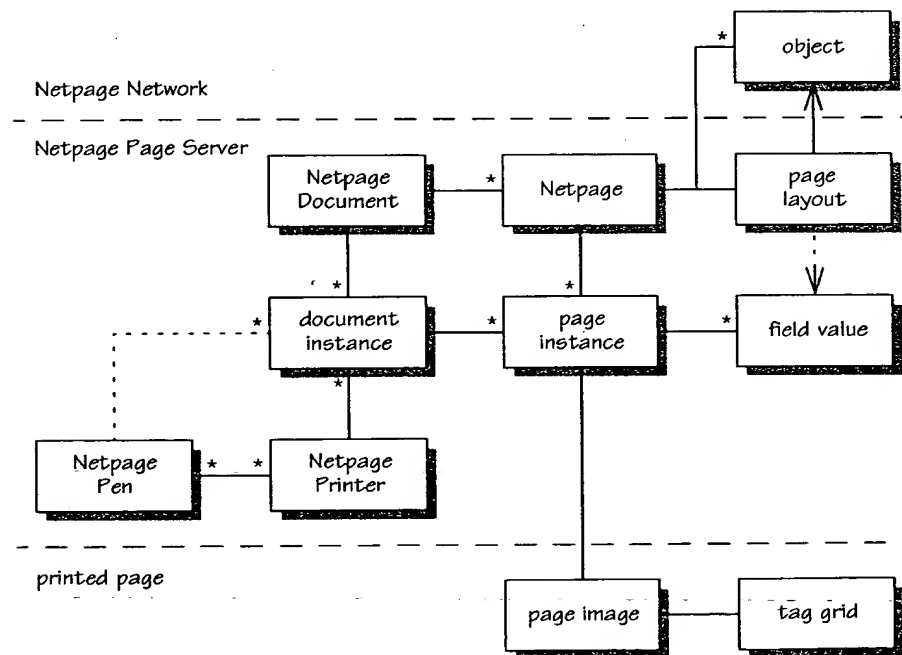 object
Netpage Network
Netpage Page Server
Netpage
Document
*
Netpage
page
layout
*
*
*
*
document
instance
*
page
instance
*
field value
*
Netpage
Pen
*
*
Netpage
Printer
printed page
page image
tag grid
*